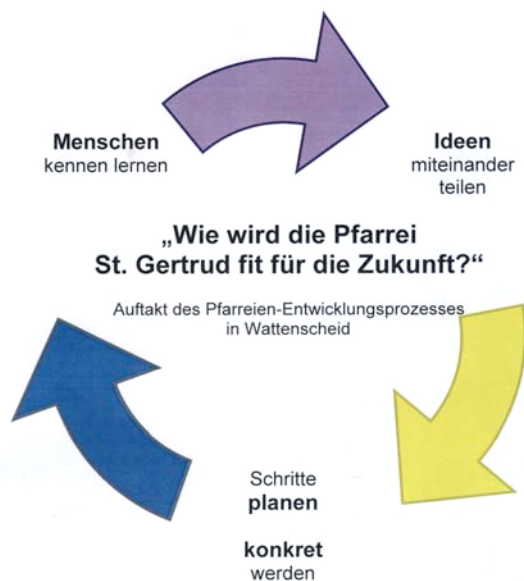 Menschen
kennen lernen
Ideen
miteinander
teilen
„Wie wird die Pfarrei
St. Gertrud fit für die Zukunft?“
Auftakt des Pfarreien-Entwicklungsprozesses
in Wattenscheid
Schritte
planen
konkret
werden